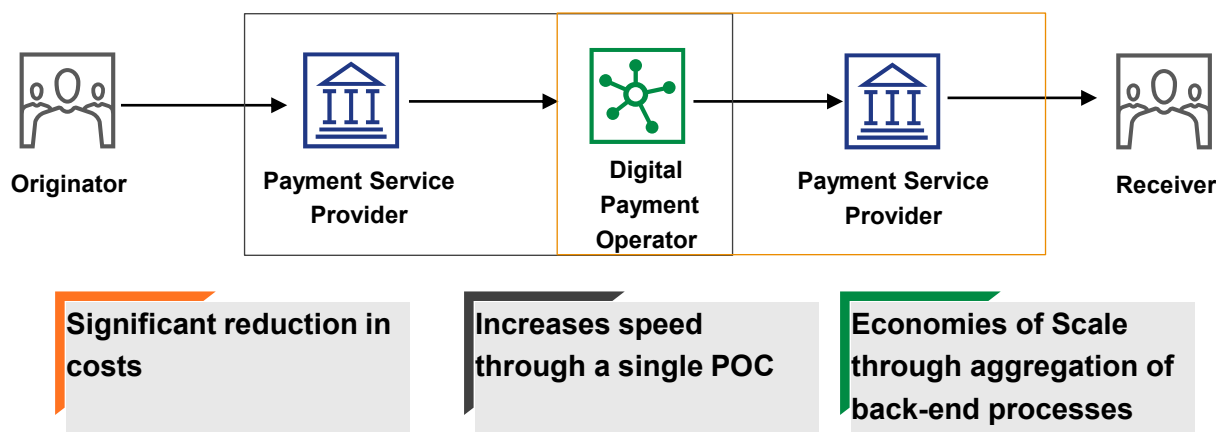 Originator
Payment Service
Provider
Digital
Payment
Operator
Payment Service
Provider
Receiver
Significant reduction in
costs
Increases speed
through a single POC
Economies of Scale
through aggregation of
back-end processes